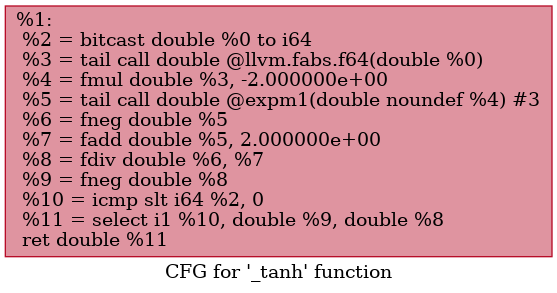 %1:
%2 = bitcast double %0 to i64
%3 = tail call double @llvm.fabs.f64(double %0)
%4 = fmul double %3, -2.000000e+00
%5 = tail call double @expm1(double noundef %4) #3
%6 = fneg double %5
%7 = fadd double %5, 2.000000e+00
%8 = fdiv double %6, %7
%9 = fneg double %8
%10 = icmp slt i64 %2, 0
%11 = select i1 %10, double %9, double %8
ret double %11
CFG for '_tanh' function